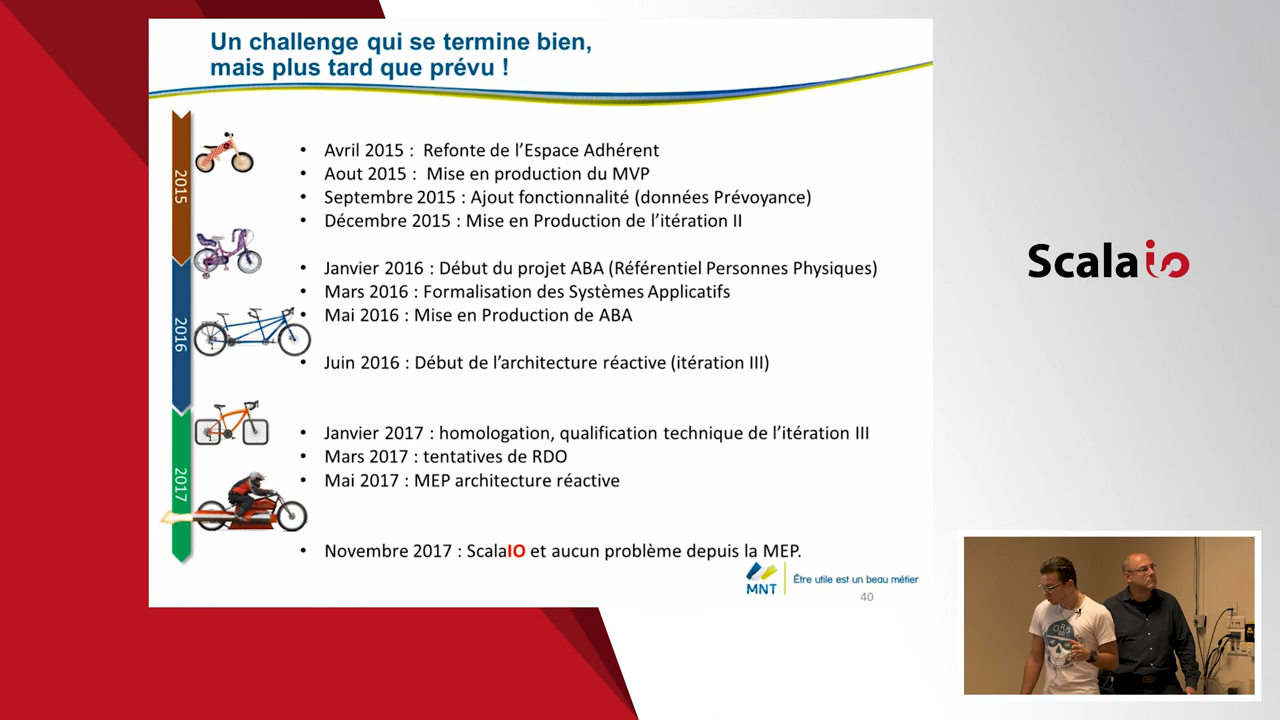 Un challenge qui se termine bien,
mais plus tard que prévu !
2015
• Avril 2015 : Refonte de l’Espace Adhérent
• Aout 2015 : Mise en production du MVP
• Septembre 2015 : Ajout fonctionnalité (données Prévoyance)
• Décembre 2015 : Mise en Production de l’itération II
2016
• Janvier 2016 : Début du projet ABA (Référentiel Personnes Physiques)
• Mars 2016 : Formalisation des Systèmes Applicatifs
• Mai 2016 : Mise en Production de ABA
• Juin 2016 : Début de l’architecture réactive (itération III)
2017
• Janvier 2017 : homologation, qualification technique de l’itération III
• Mars 2017 : tentatives de RDO
• Mai 2017 : MEP architecture réactive
• Novembre 2017 : ScalaIO et aucun problème depuis la MEP.
MNT
Être utile est un beau métier
40
Scala io